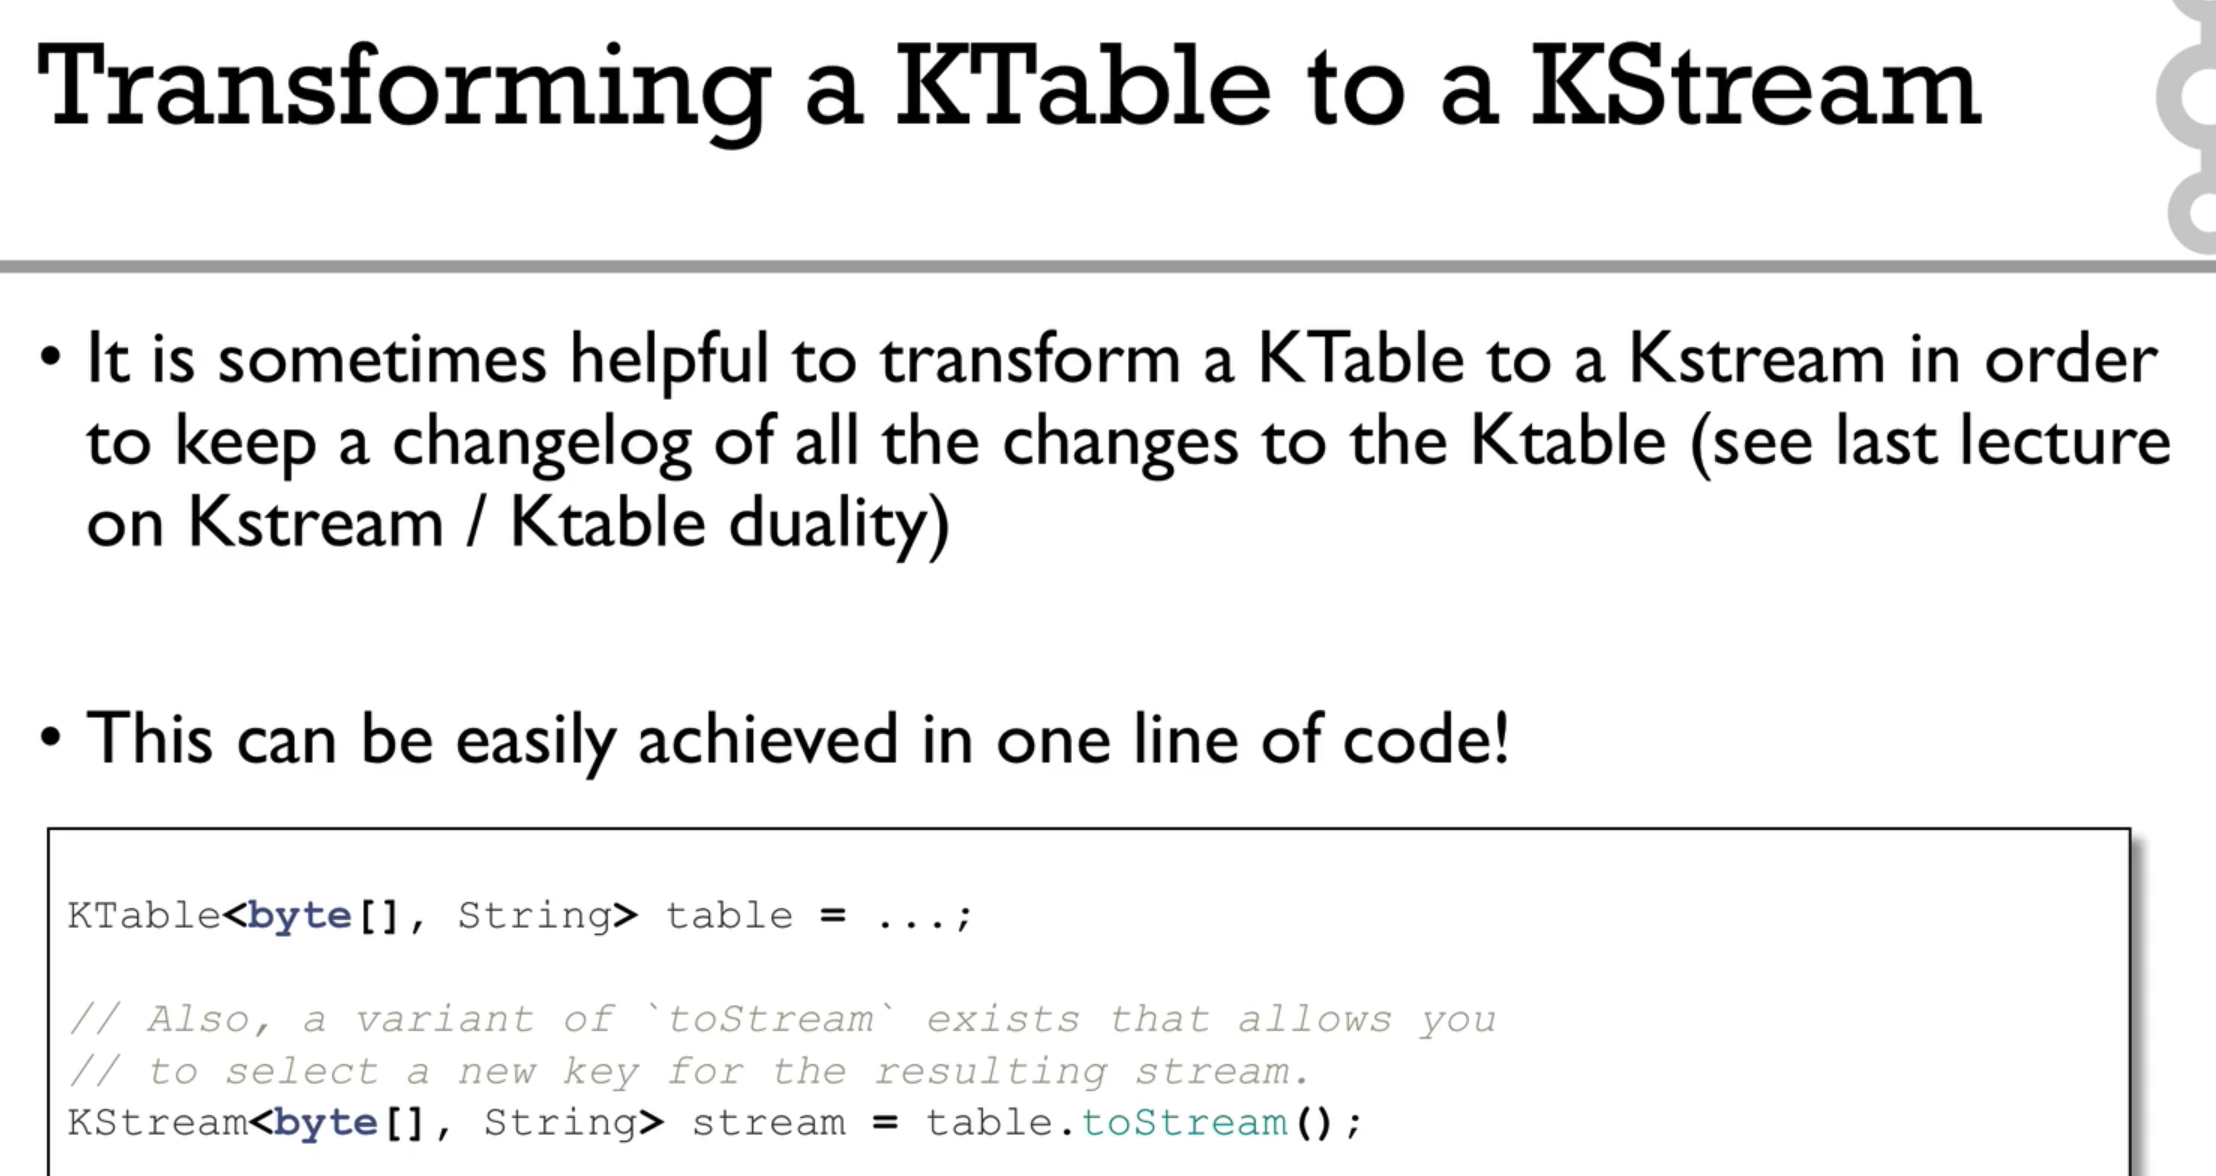 Transforming a KTable to a KStream
• It is sometimes helpful to transform a KTable to a Kstream in order
to keep a changelog of all the changes to the Ktable (see last lecture
on Kstream / Ktable duality)
• This can be easily achieved in one line of code!
KTable<byte[], String> table = ...;
// Also, a variant of `toStream` exists that allows you
// to select a new key for the resulting stream.
KStream<byte[], String> stream = table.toStream();